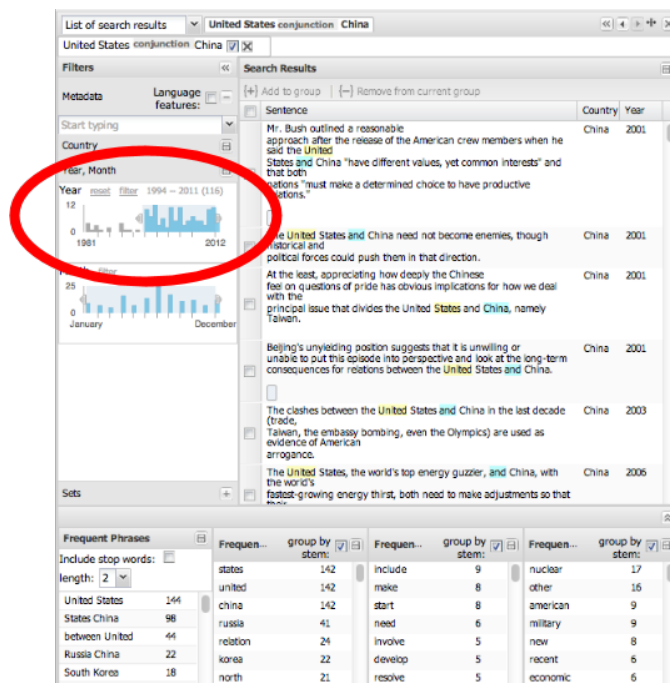 List of search results
United States conjunction China
United States conjunction China
Filters
Search Results
Metadata
Language features:
{+} Add to group | {−} Remove from current group
Sentence
Country
Year
Start typing
Country
Year, Month
Year reset filter 1994 – 2011 (116)
12
0
1981
2012
filter
25
0
January
December
Sets
Mr. Bush outlined a reasonable
approach after the release of the American crew members when he
said the United
States and China "have different values, yet common interests" and
that both
nations "must make a determined choice to have productive
relations."
China 2001
The United States and China need not become enemies, though
historical and
political forces could push them in that direction.
China 2001
At the least, appreciating how deeply the Chinese
feel on questions of pride has obvious implications for how we deal
with the
principal issue that divides the United States and China, namely
Taiwan.
China 2001
Beijing's unyielding position suggests that it is unwilling or
unable to put this episode into perspective and look at the long-term
consequences for relations between the United States and China.
China 2001
The clashes between the United States and China in the last decade
(trade,
Taiwan, the embassy bombing, even the Olympics) are used as
evidence of American
arrogance.
China 2003
The United States, the world's top energy guzzler, and China, with
the world's
fastest-growing energy thirst, both need to make adjustments so that
China 2006
Frequent Phrases
Include stop words:
length: 2
United States 144
States China 98
between United 44
Russia China 22
South Korea 18
Frequen... group by stem:
states 142
united 142
china 142
russia 41
relation 24
korea 22
north 21
Frequen... group by stem:
include 9
make 8
start 8
need 6
involve 5
develop 5
resolve 5
Frequen... group by stem:
nuclear 17
other 16
american 9
military 9
new 8
recent 6
economic 6